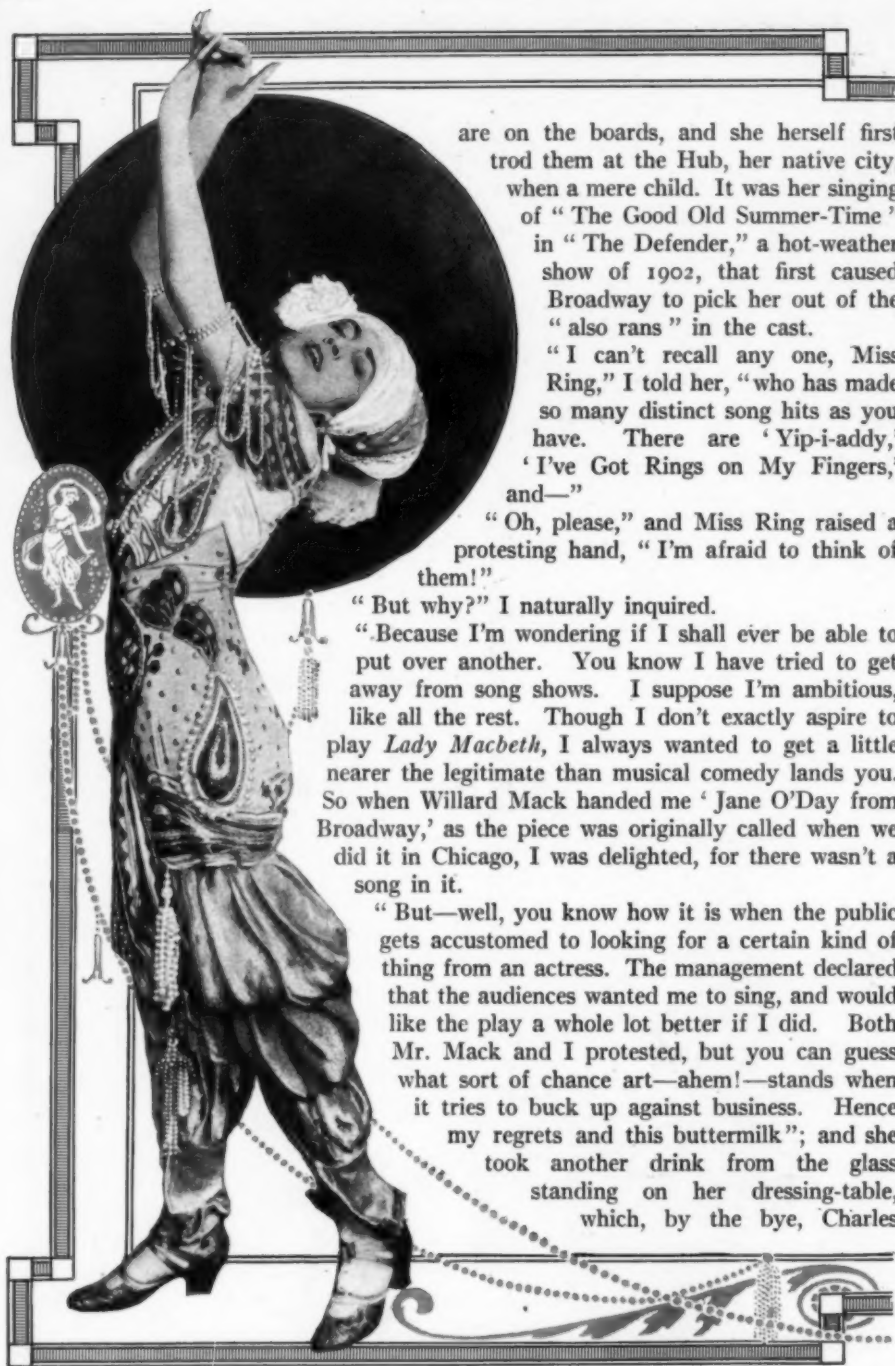 are on the boards, and she herself first
trod them at the Hub, her native city
when a mere child. It was her singing
of " The Good Old Summer-Time '
in " The Defender," a hot-weather
show of 1902, that first caused
Broadway to pick her out of the
" also rans " in the cast.
" I can't recall any one, Miss
Ring," I told her, " who has made
so many distinct song hits as you
have. There are ' Yip-i-addy,'
' I've Got Rings on My Fingers,'
and—"
" Oh, please," and Miss Ring raised a
protesting hand, " I'm afraid to think of
them!"
" But why?" I naturally inquired.
" Because I'm wondering if I shall ever be able to
put over another. You know I have tried to get
away from song shows. I suppose I'm ambitious,
like all the rest. Though I don't exactly aspire to
play Lady Macbeth, I always wanted to get a little
nearer the legitimate than musical comedy lands you.
So when Willard Mack handed me ' Jane O'Day from
Broadway,' as the piece was originally called when we
did it in Chicago, I was delighted, for there wasn't a
song in it.
" But—well, you know how it is when the public
gets accustomed to looking for a certain kind of
thing from an actress. The management declared
that the audiences wanted me to sing, and would
like the play a whole lot better if I did. Both
Mr. Mack and I protested, but you can guess
what sort of chance art—ahem!—stands when
it tries to buck up against business. Hence
my regrets and this buttermilk"; and she
took another drink from the glass
standing on her dressing-table,
which, by the bye, Charles